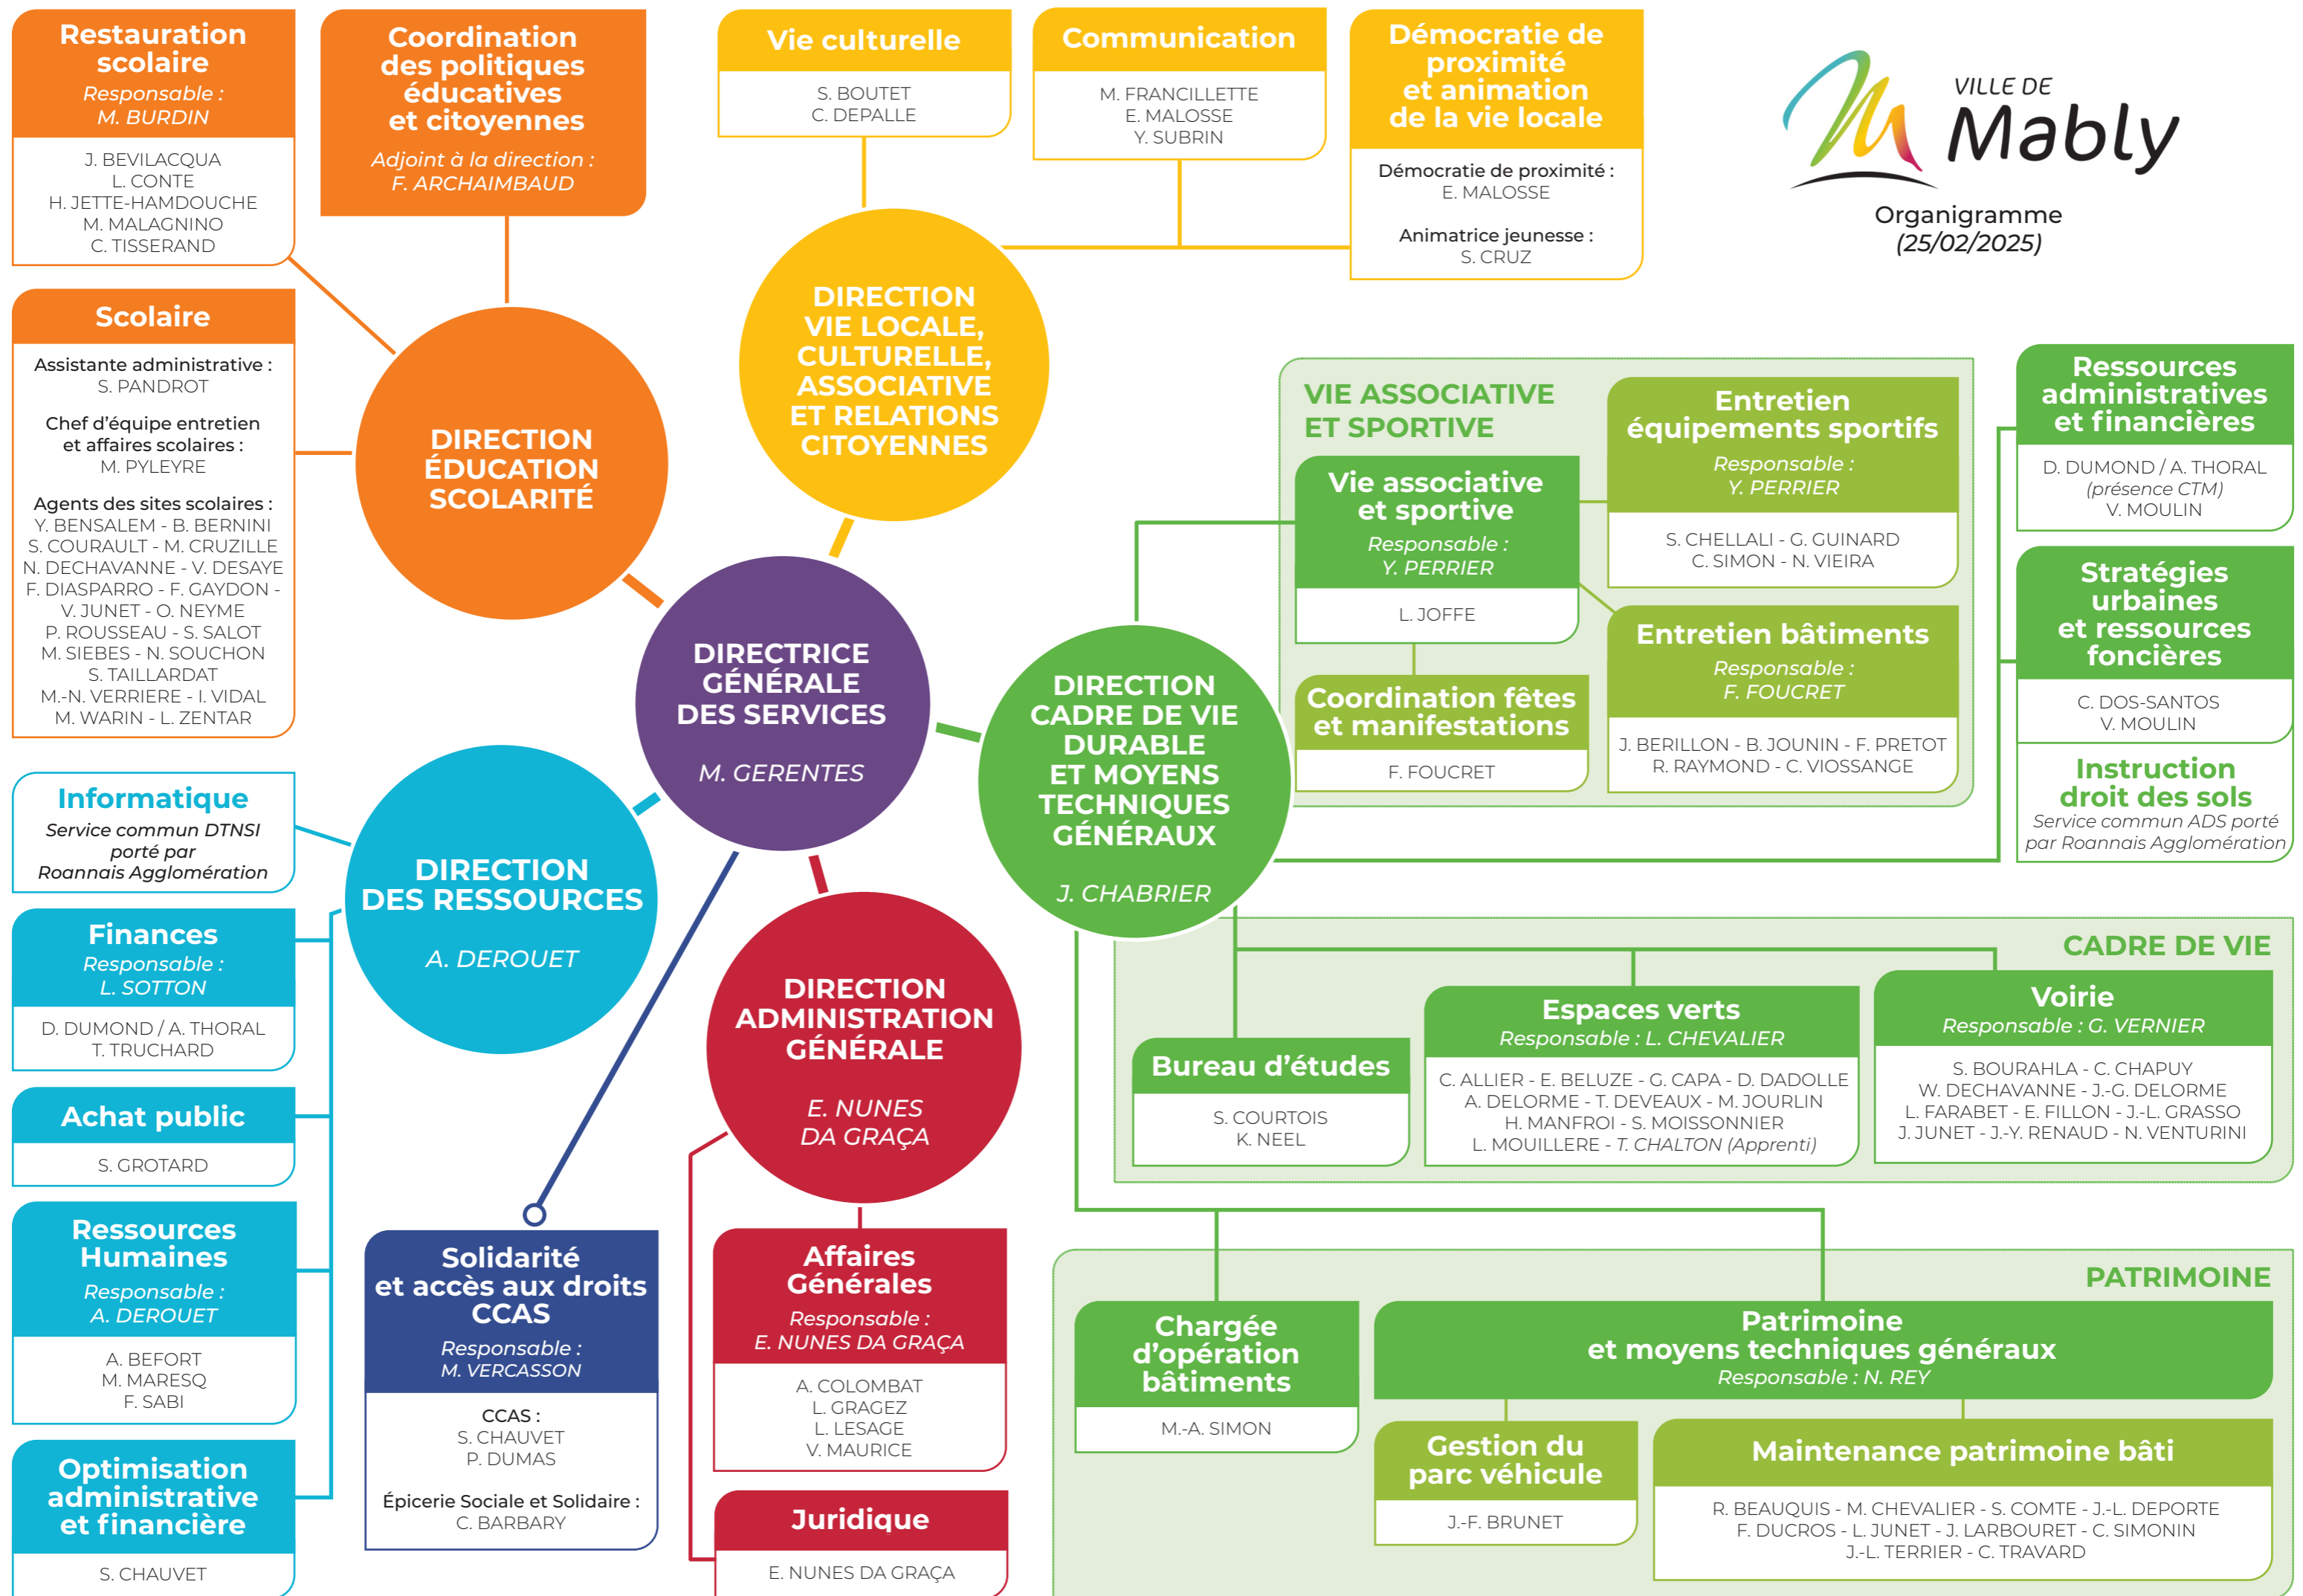 Restauration
scolaire
Responsable :
M. BURDIN
J. BEVILACQUA
L. CONTE
H. JETTE-HAMDOUCHE
M. MALAGNINO
C. TISSERAND
Coordination
des politiques
éducatives
et citoyennes
Adjoint à la direction :
F. ARCHAIMBAUD
Vie culturelle
S. BOUTET
C. DEPALLE
Communication
M. FRANCILLETTE
E. MALOSSE
Y. SUBRIN
Démocratie de
proximité
et animation
de la vie locale
Démocratie de proximité :
E. MALOSSE
Animatrice jeunesse :
S. CRUZ
VILLE DE
Mably
Organigramme
(25/02/2025)
Scolaire
Assistante administrative :
S. PANDROT
Chef d'équipe entretien
et affaires scolaires :
M. PYLEYRE
Agents des sites scolaires :
Y. BENSALEM - B. BERNINI
S. COURAULT - M. CRUZILLE
N. DECHAVANNE - V. DESAYE
F. DIASPARRO - F. GAYDON -
V. JUNET - O. NEYME
P. ROUSSEAU - S. SALOT
M. SIEBES - N. SOUCHON
S. TAILLARDAT
M.-N. VERRIERE - I. VIDAL
M. WARIN - L. ZENTAR
DIRECTION
ÉDUCATION
SCOLARITÉ
DIRECTION
VIE LOCALE,
CULTURELLE,
ASSOCIATIVE
ET RELATIONS
CITOYENNES
DIRECTRICE
GÉNÉRALE
DES SERVICES
M. GERENTES
DIRECTION
CADRE DE VIE
DURABLE
ET MOYENS
TECHNIQUES
GÉNÉRAUX
J. CHABRIER
VIE ASSOCIATIVE
ET SPORTIVE
Vie associative
et sportive
Responsable :
Y. PERRIER
L. JOFFE
Entretien
équipements sportifs
Responsable :
Y. PERRIER
S. CHELLALI - G. GUINARD
C. SIMON - N. VIEIRA
Coordination fêtes
et manifestations
F. FOUCRET
Entretien bâtiments
Responsable :
F. FOUCRET
J. BERILLON - B. JOUNIN - F. PRETOT
R. RAYMOND - C. VIOSSANGE
Ressources
administratives
et financières
D. DUMOND / A. THORAL
(présence CTM)
V. MOULIN
Stratégies
urbaines
et ressources
foncières
C. DOS-SANTOS
V. MOULIN
Instruction
droit des sols
Service commun ADS porté
par Roannais Agglomération
Informatique
Service commun DTNSI
porté par
Roannais Agglomération
Finances
Responsable :
L. SOTTON
D. DUMOND / A. THORAL
T. TRUCHARD
Achat public
S. GROTARD
Ressources
Humaines
Responsable :
A. DEROUET
A. BEFORT
M. MARESQ
F. SABI
Optimisation
administrative
et financière
S. CHAUVET
DIRECTION
DES RESSOURCES
A. DEROUET
Solidarité
et accès aux droits
CCAS
Responsable :
M. VERCASSON
CCAS :
S. CHAUVET
P. DUMAS
Épicerie Sociale et Solidaire :
C. BARBARY
DIRECTION
ADMINISTRATION
GÉNÉRALE
E. NUNES
DA GRAÇA
Affaires
Générales
Responsable :
E. NUNES DA GRAÇA
A. COLOMBAT
L. GRAGEZ
L. LESAGE
V. MAURICE
Juridique
E. NUNES DA GRAÇA
CADRE DE VIE
Bureau d'études
S. COURTOIS
K. NEEL
Espaces verts
Responsable : L. CHEVALIER
C. ALLIER - E. BELUZE - G. CAPA - D. DADOLLE
A. DELORME - T. DEVEAUX - M. JOURLIN
H. MANFROI - S. MOISSONNIER
L. MOUILLERE - T. CHALTON (Apprenti)
Voirie
Responsable : G. VERNIER
S. BOURAHLA - C. CHAPUY
W. DECHAVANNE - J.-G. DELORME
L. FARABET - E. FILLON - J.-L. GRASSO
J. JUNET - J.-Y. RENAUD - N. VENTURINI
PATRIMOINE
Chargée
d'opération
bâtiments
M.-A. SIMON
Patrimoine
et moyens techniques généraux
Responsable : N. REY
Gestion du
parc véhicule
J.-F. BRUNET
Maintenance patrimoine bâti
R. BEAUQUIS - M. CHEVALIER - S. COMTE - J.-L. DEPORTE
F. DUCROS - L. JUNET - J. LARBOURET - C. SIMONIN
J.-L. TERRIER - C. TRAVARD